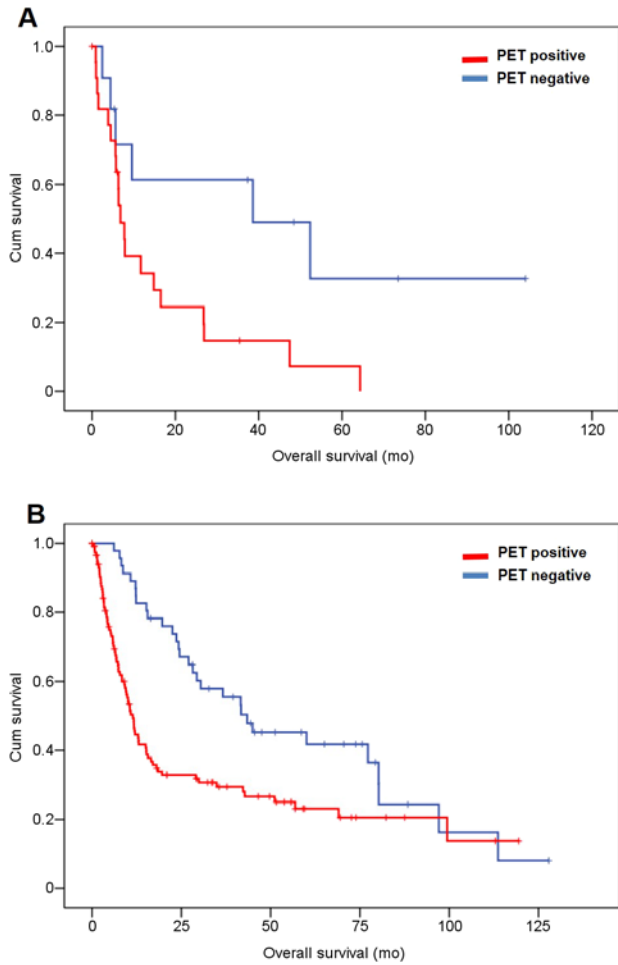 A
PET positive
PET negative
1.0
0.8
0.6
0.4
0.2
0
Cum survival
0 20 40 60 80 100 120
Overall survival (mo)
B
PET positive
PET negative
1.0
0.8
0.6
0.4
0.2
0
Cum survival
0 25 50 75 100 125
Overall survival (mo)